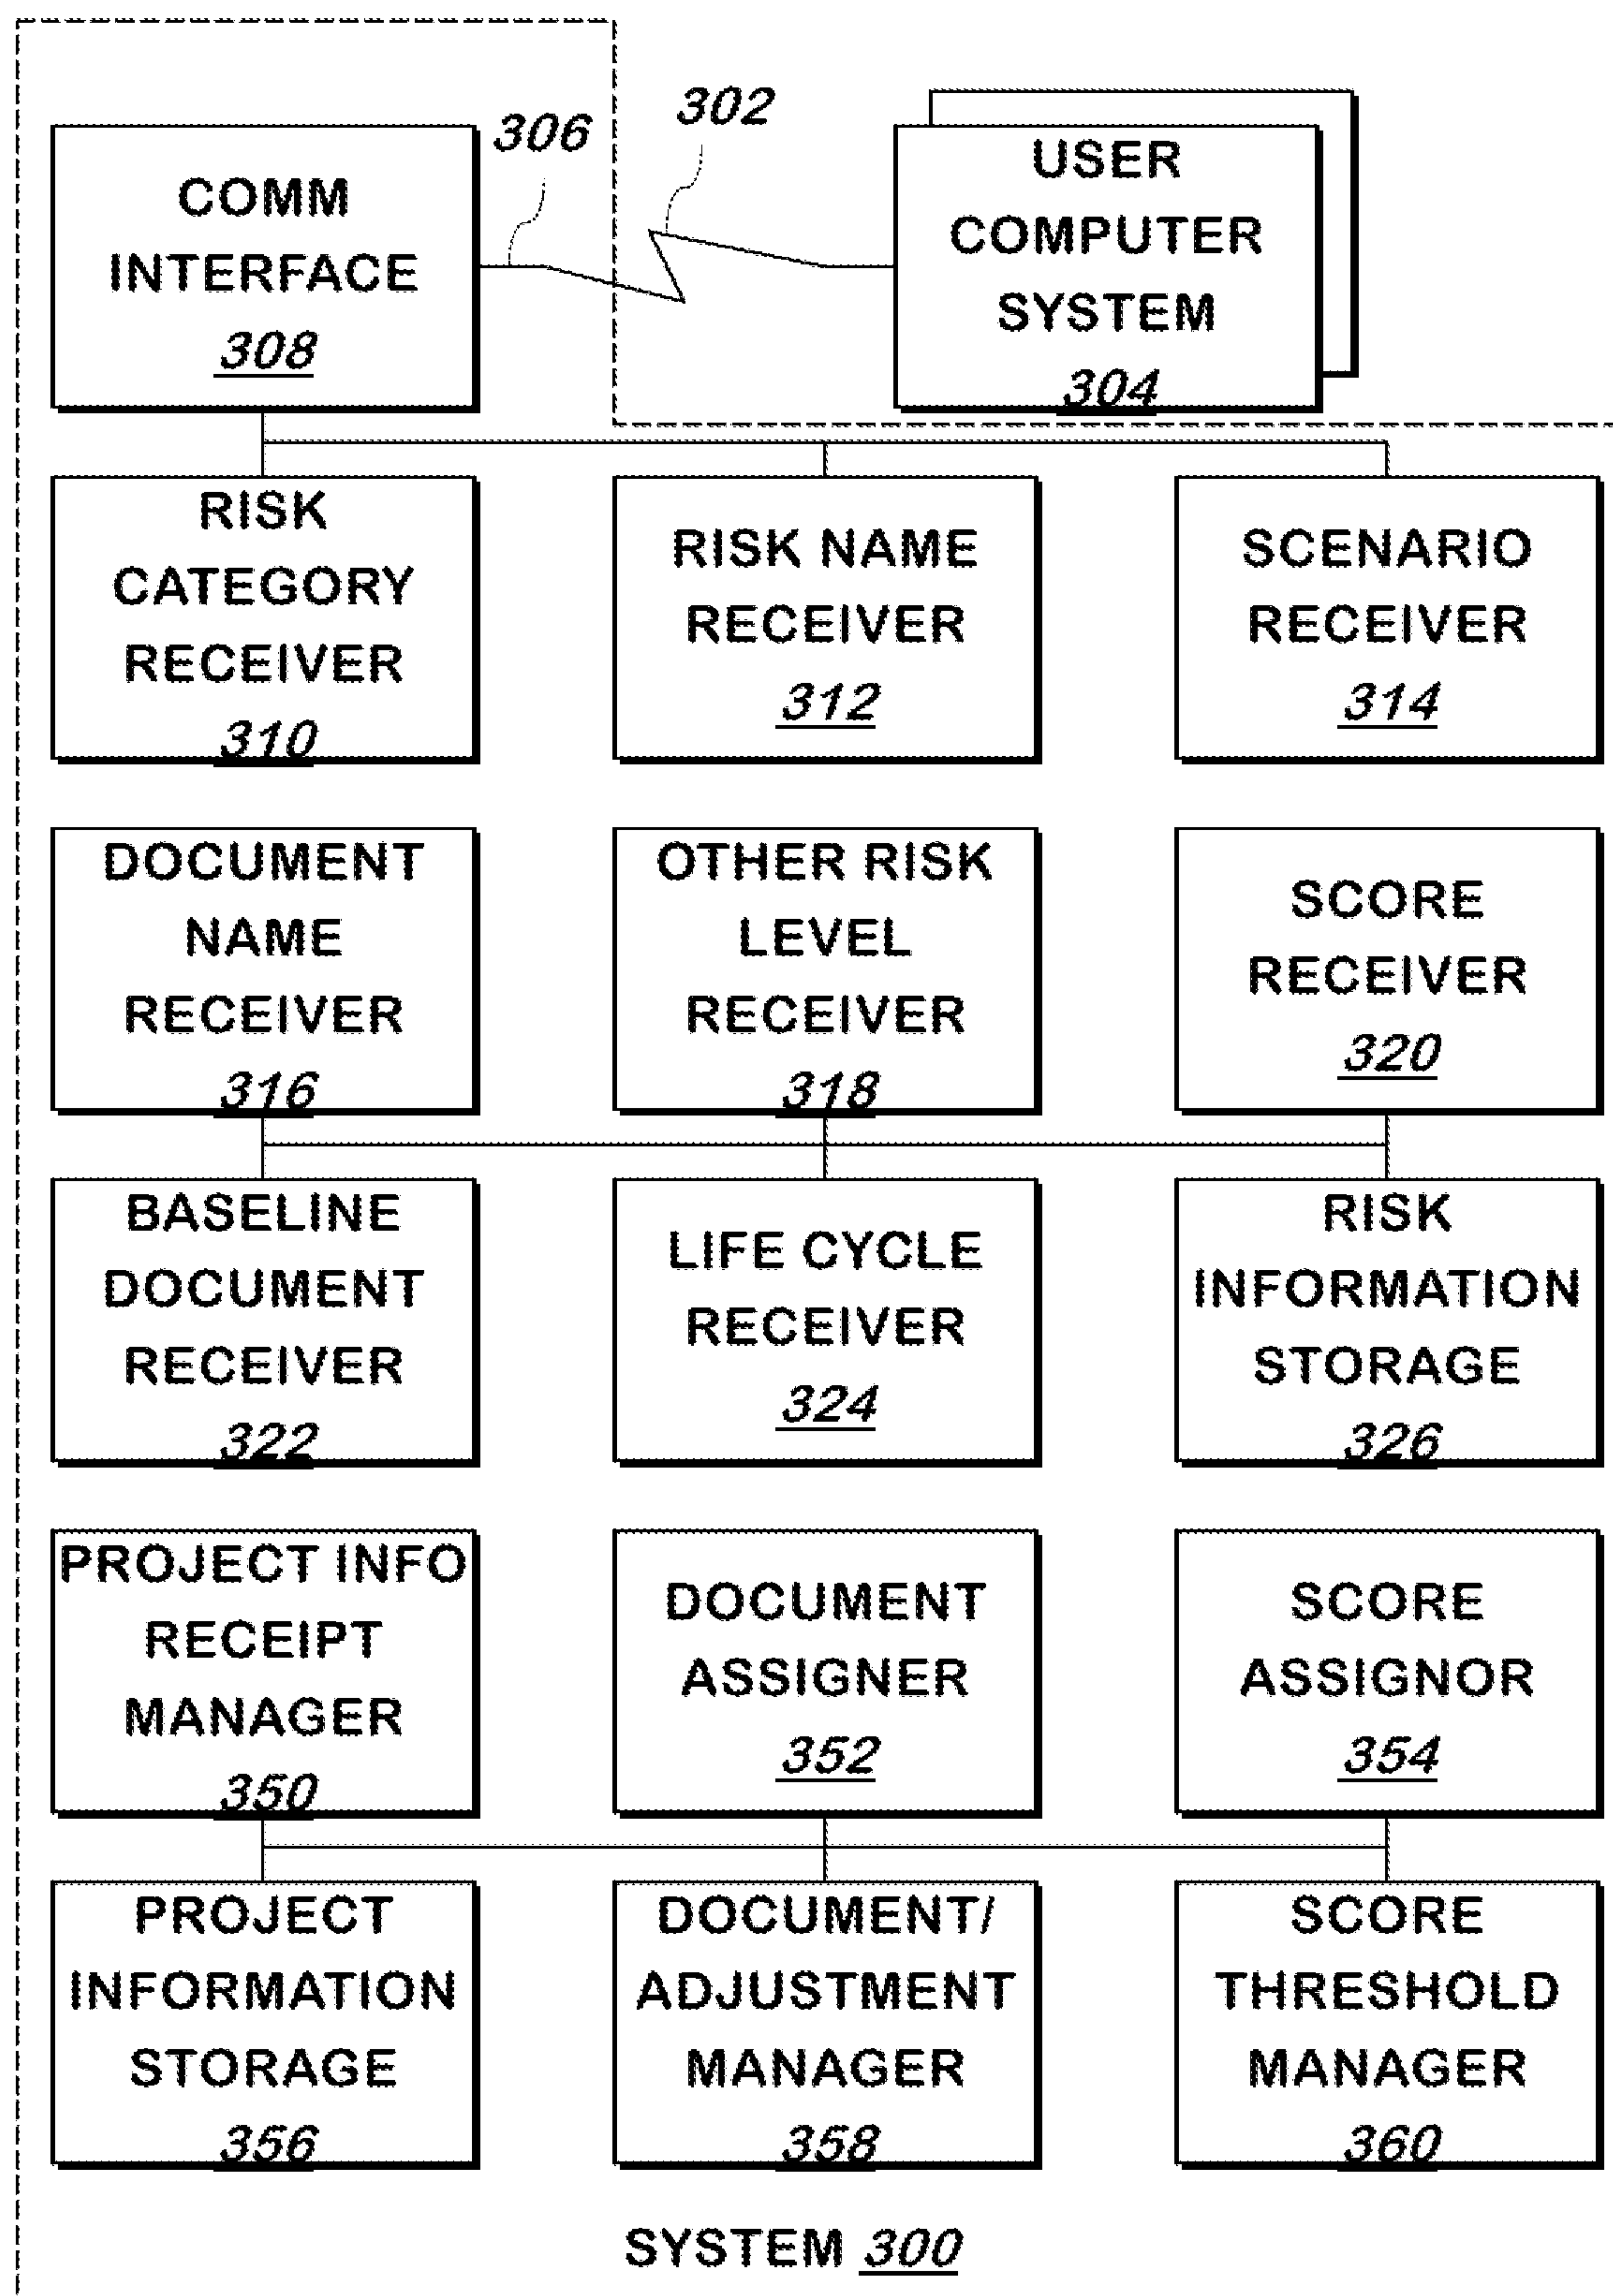 302
306
COMM
INTERFACE
308
USER
COMPUTER
SYSTEM
304
RISK
CATEGORY
RECEIVER
310
RISK NAME
RECEIVER
312
SCENARIO
RECEIVER
314
DOCUMENT
NAME
RECEIVER
316
OTHER RISK
LEVEL
RECEIVER
318
SCORE
RECEIVER
320
BASELINE
DOCUMENT
RECEIVER
322
LIFE CYCLE
RECEIVER
324
RISK
INFORMATION
STORAGE
326
PROJECT INFO
RECEIPT
MANAGER
350
DOCUMENT
ASSIGNER
352
SCORE
ASSIGNOR
354
PROJECT
INFORMATION
STORAGE
356
DOCUMENT/
ADJUSTMENT
MANAGER
358
SCORE
THRESHOLD
MANAGER
360
SYSTEM 300